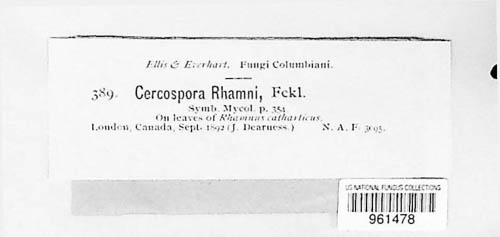 Ellis & Everhart. Fungi Columbiani.
389. Cercospora Rhamni, Fckl.
Symb. Mycol. p. 354.
On leaves of Rhamnus catharticus.
London, Canada, Sept. 1892 (J. Dearness.) N. A. F. 3095.
US NATIONAL FUNGUS COLLECTIONS
961478